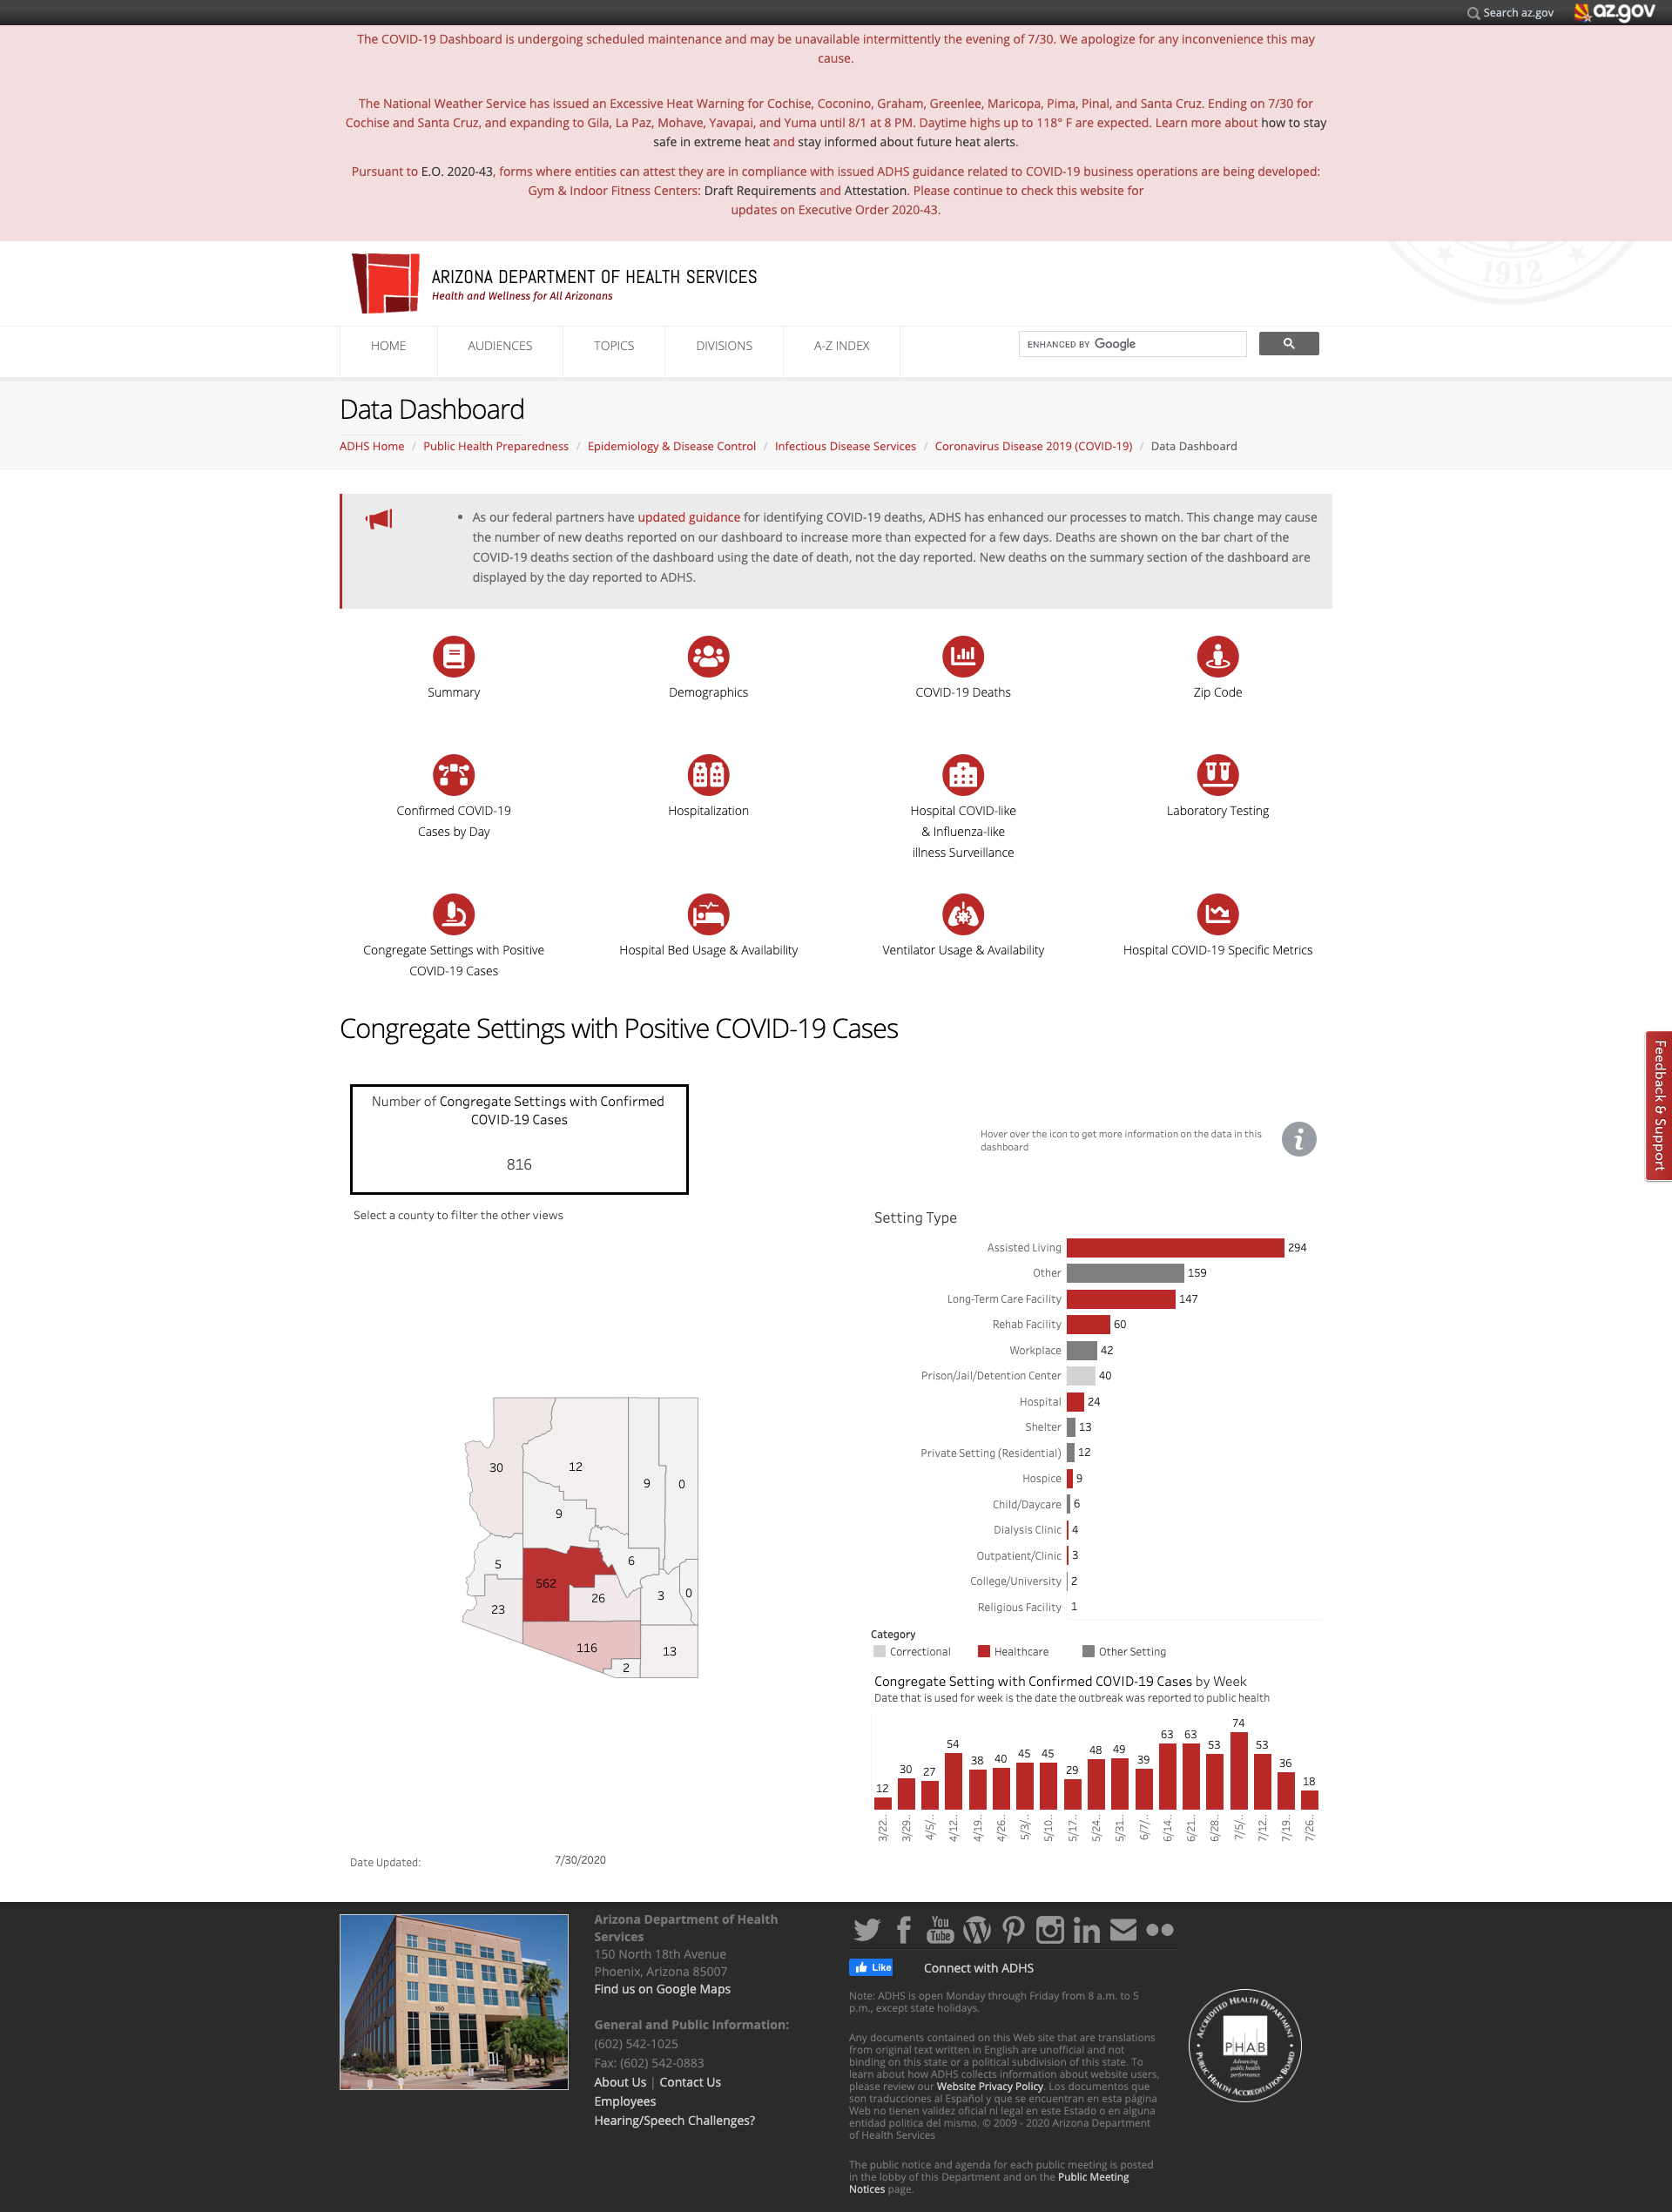 Search az.gov
az.gov
The COVID-19 Dashboard is undergoing scheduled maintenance and may be unavailable intermittently the evening of 7/30. We apologize for any inconvenience this may
cause.
The National Weather Service has issued an Excessive Heat Warning for Cochise, Coconino, Graham, Greenlee, Maricopa, Pima, Pinal, and Santa Cruz. Ending on 7/30 for
Cochise and Santa Cruz, and expanding to Gila, La Paz, Mohave, Yavapai, and Yuma until 8/1 at 8 PM. Daytime highs up to 118° F are expected. Learn more about how to stay
safe in extreme heat and stay informed about future heat alerts.
Pursuant to E.O. 2020-43, forms where entities can attest they are in compliance with issued ADHS guidance related to COVID-19 business operations are being developed:
Gym & Indoor Fitness Centers: Draft Requirements and Attestation. Please continue to check this website for
updates on Executive Order 2020-43.
1912
ARIZONA DEPARTMENT OF HEALTH SERVICES
Health and Wellness for All Arizonans
HOME
AUDIENCES
TOPICS
DIVISIONS
A-Z INDEX
ENHANCED BY Google
Data Dashboard
ADHS Home / Public Health Preparedness / Epidemiology & Disease Control / Infectious Disease Services / Coronavirus Disease 2019 (COVID-19) / Data Dashboard
• As our federal partners have updated guidance for identifying COVID-19 deaths, ADHS has enhanced our processes to match. This change may cause
the number of new deaths reported on our dashboard to increase more than expected for a few days. Deaths are shown on the bar chart of the
COVID-19 deaths section of the dashboard using the date of death, not the day reported. New deaths on the summary section of the dashboard are
displayed by the day reported to ADHS.
Summary
Demographics
COVID-19 Deaths
Zip Code
Confirmed COVID-19
Cases by Day
Hospitalization
Hospital COVID-like
& Influenza-like
illness Surveillance
Laboratory Testing
Congregate Settings with Positive
COVID-19 Cases
Hospital Bed Usage & Availability
Ventilator Usage & Availability
Hospital COVID-19 Specific Metrics
Congregate Settings with Positive COVID-19 Cases
Feedback & Support
Number of Congregate Settings with Confirmed
COVID-19 Cases
816
Hover over the icon to get more information on the data in this
dashboard
i
Select a county to filter the other views
30
12
9
0
9
5
6
562
26
3
0
23
116
13
2
Setting Type
Assisted Living 294
Other 159
Long-Term Care Facility 147
Rehab Facility 60
Workplace 42
Prison/Jail/Detention Center 40
Hospital 24
Shelter 13
Private Setting (Residential) 12
Hospice 9
Child/Daycare 6
Dialysis Clinic 4
Outpatient/Clinic 3
College/University 2
Religious Facility 1
Category
Correctional
Healthcare
Other Setting
Congregate Setting with Confirmed COVID-19 Cases by Week
Date that is used for week is the date the outbreak was reported to public health
12 30 27 54 38 40 45 45 29 48 49 39 63 63 53 74 53 36 18
3/22.. 3/29.. 4/5/.. 4/12.. 4/19.. 4/26.. 5/3/.. 5/10.. 5/17.. 5/24.. 5/31.. 6/7/.. 6/14.. 6/21.. 6/28.. 7/5/.. 7/12.. 7/19.. 7/26..
Date Updated: 7/30/2020
150
Arizona Department of Health
Services
150 North 18th Avenue
Phoenix, Arizona 85007
Find us on Google Maps
General and Public Information:
(602) 542-1025
Fax: (602) 542-0883
About Us | Contact Us
Employees
Hearing/Speech Challenges?
You
Tube
Like
Connect with ADHS
Note: ADHS is open Monday through Friday from 8 a.m. to 5
p.m., except state holidays.
Any documents contained on this Web site that are translations
from original text written in English are unofficial and not
binding on this state or a political subdivision of this state. To
learn about how ADHS collects information about website users,
please review our Website Privacy Policy. Los documentos que
son traducciones al Español y que se encuentran en esta página
Web no tienen validez oficial ni legal en este Estado o en alguna
entidad politica del mismo. © 2009 - 2020 Arizona Department
of Health Services
The public notice and agenda for each public meeting is posted
in the lobby of this Department and on the Public Meeting
Notices page.
ACCREDITED HEALTH DEPARTMENT
PHAB
Advancing
public health
performance
PUBLIC HEALTH ACCREDITATION BOARD